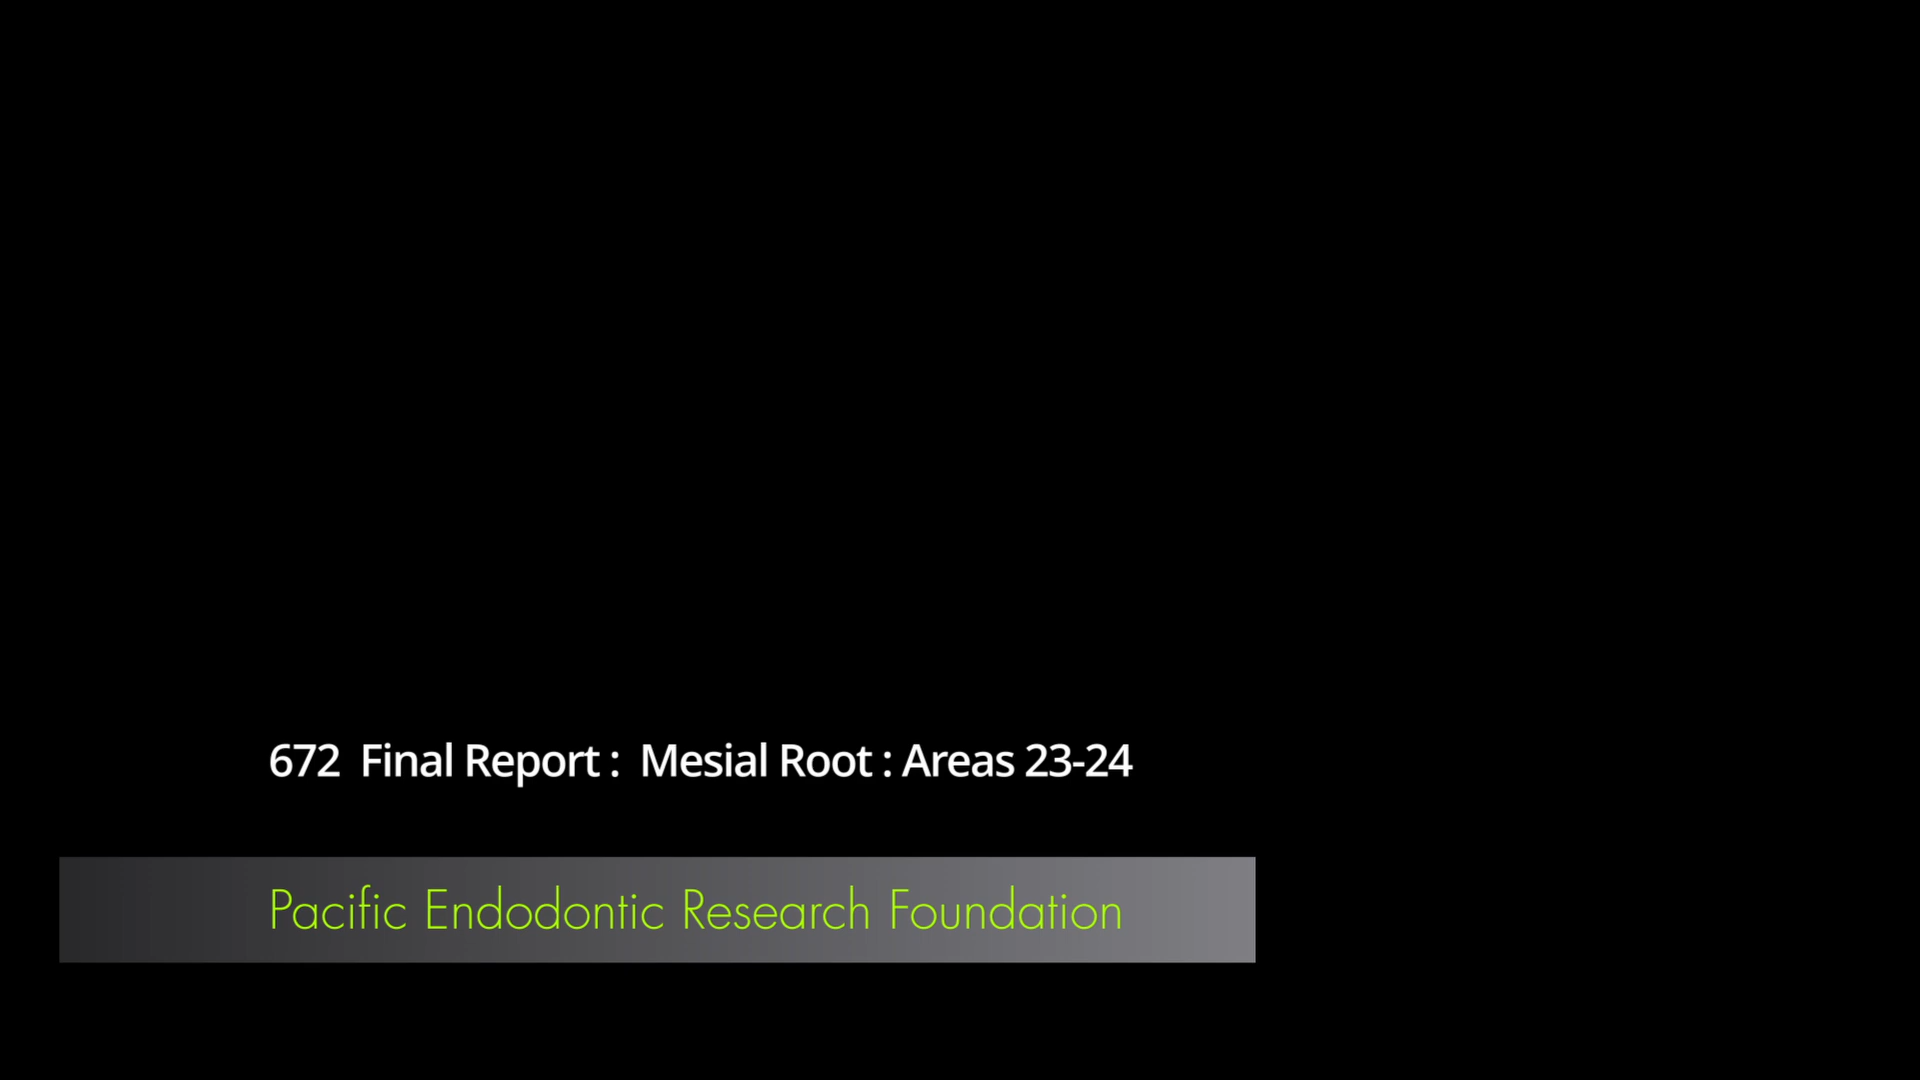 672 Final Report : Mesial Root : Areas 23-24
Pacific Endodontic Research Foundation